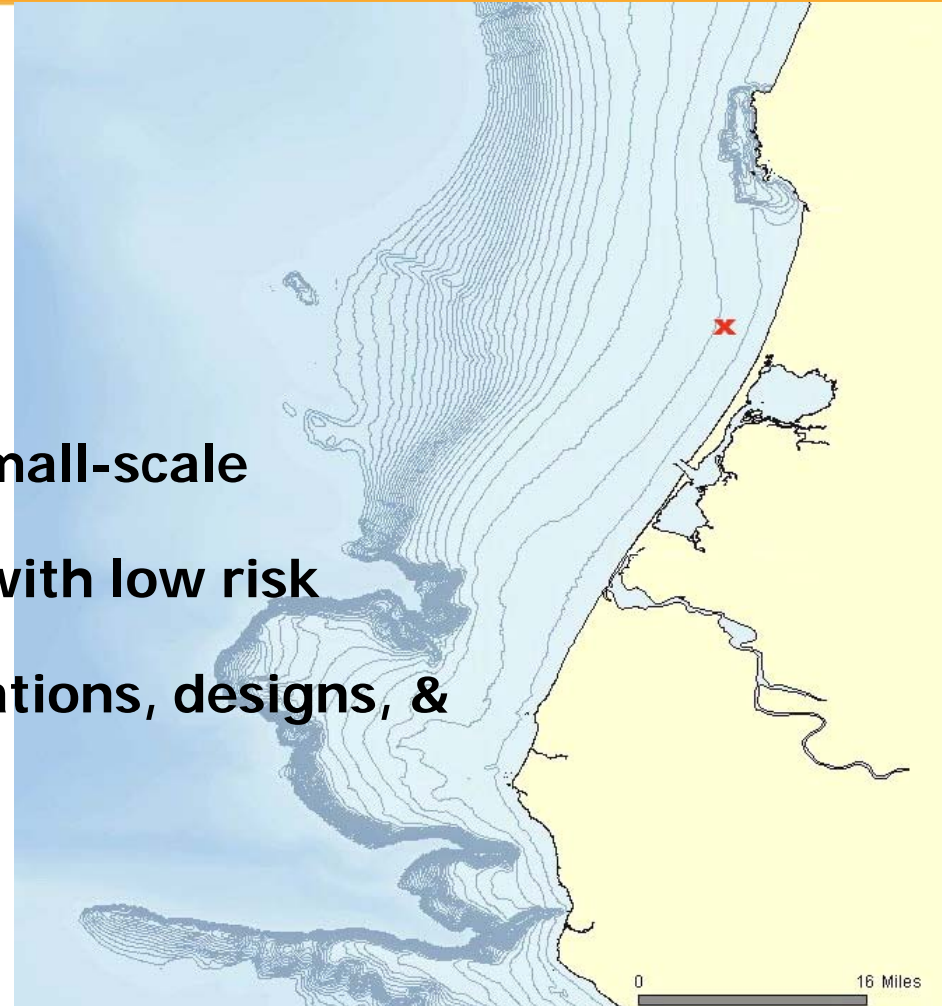 mall-scale
with low risk
ations, designs, &
x
0 16 Miles